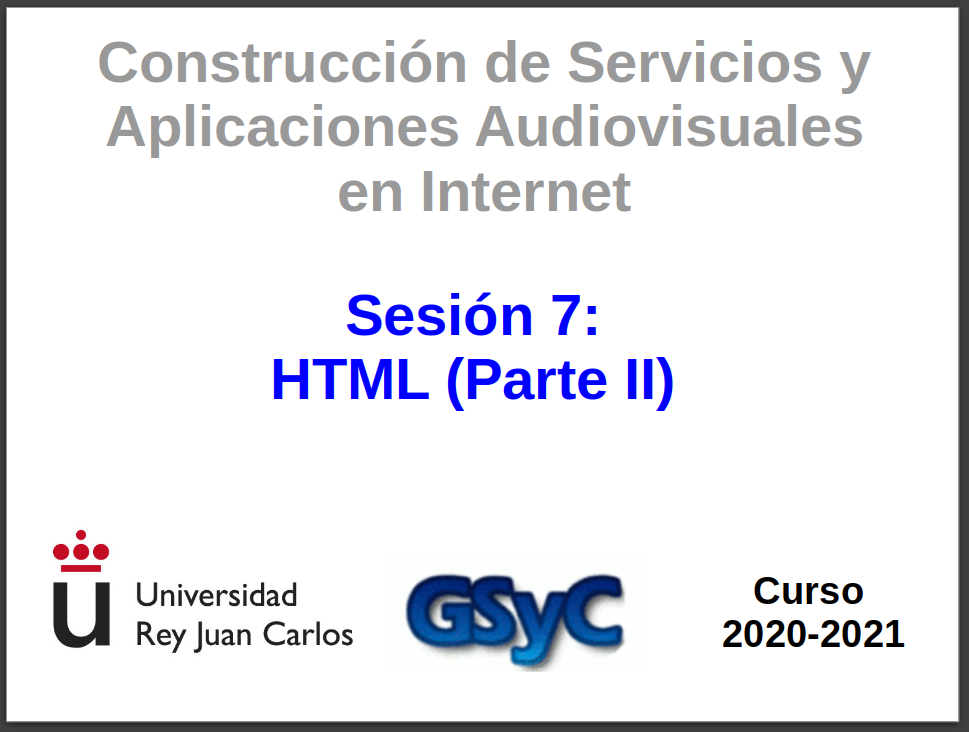 Construcción de Servicios y
Aplicaciones Audiovisuales
en Internet
Sesión 7:
HTML (Parte II)
Universidad
Rey Juan Carlos
GSyC
Curso
2020-2021